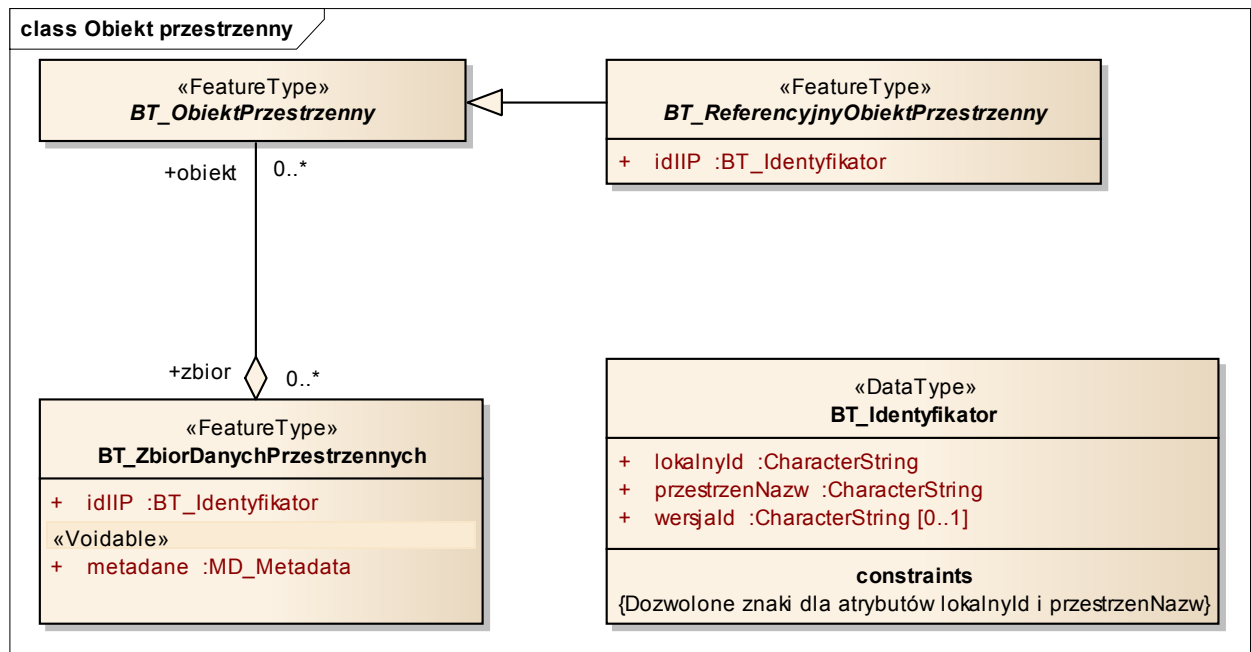 class Obiekt przestrzenny
«FeatureType»
BT_ObiektPrzestrzenny
«FeatureType»
BT_ReferencyjnyObiektPrzestrzenny
+ idIIP :BT_Identyfikator
+obiekt
0..*
+zbior
0..*
«FeatureType»
BT_ZbiorDanychPrzestrzennych
+ idIIP :BT_Identyfikator
«Voidable»
+ metadane :MD_Metadata
«DataType»
BT_Identyfikator
+ lokalnyId :CharacterString
+ przestrzenNazw :CharacterString
+ wersjaId :CharacterString [0..1]
constraints
{Dozwolone znaki dla atrybutów lokalnyId i przestrzenNazw}